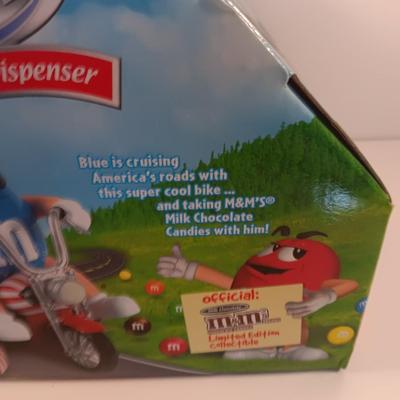 Dispenser
Blue is cruising
America's roads with
this super cool bike ...
and taking M&M'S®
Milk Chocolate
Candies with him!
official:
m&m's
Limited Edition
collectible